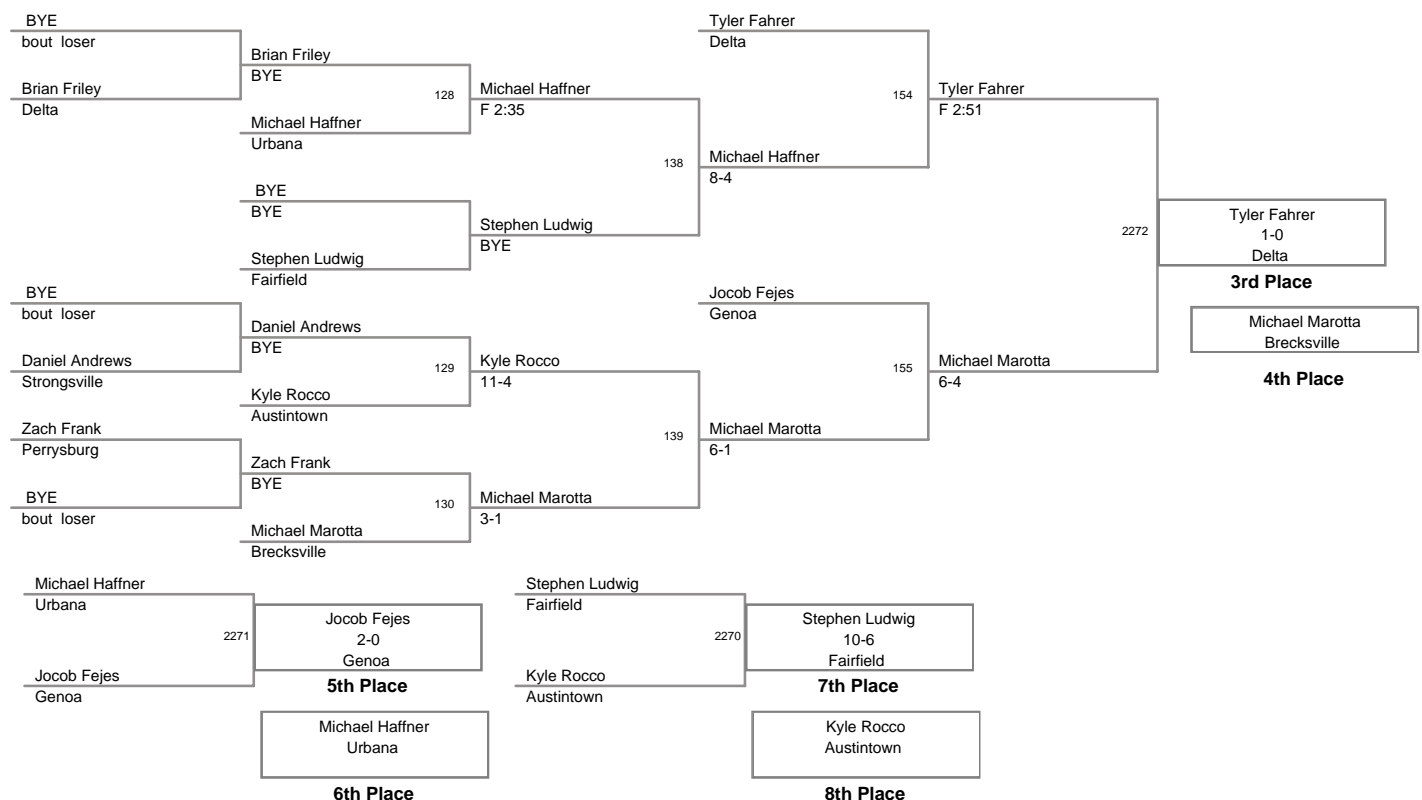 BYE
bout loser
Brian Friley
Delta
Brian Friley
BYE
Michael Haffner
Urbana
128
Michael Haffner
F 2:35
BYE
BYE
Stephen Ludwig
Fairfield
Stephen Ludwig
BYE
138
Michael Haffner
8-4
Tyler Fahrer
Delta
154
Tyler Fahrer
F 2:51
BYE
bout loser
Daniel Andrews
Strongsville
Daniel Andrews
BYE
Kyle Rocco
Austintown
129
Kyle Rocco
11-4
Zach Frank
Perrysburg
BYE
bout loser
Zach Frank
BYE
Michael Marotta
Brecksville
130
Michael Marotta
3-1
139
Michael Marotta
6-1
Jocob Fejes
Genoa
155
Michael Marotta
6-4
2272
Tyler Fahrer
1-0
Delta
3rd Place
Michael Marotta
Brecksville
4th Place
Michael Haffner
Urbana
Jocob Fejes
Genoa
2271
Jocob Fejes
2-0
Genoa
5th Place
Michael Haffner
Urbana
6th Place
Stephen Ludwig
Fairfield
Kyle Rocco
Austintown
2270
Stephen Ludwig
10-6
Fairfield
7th Place
Kyle Rocco
Austintown
8th Place